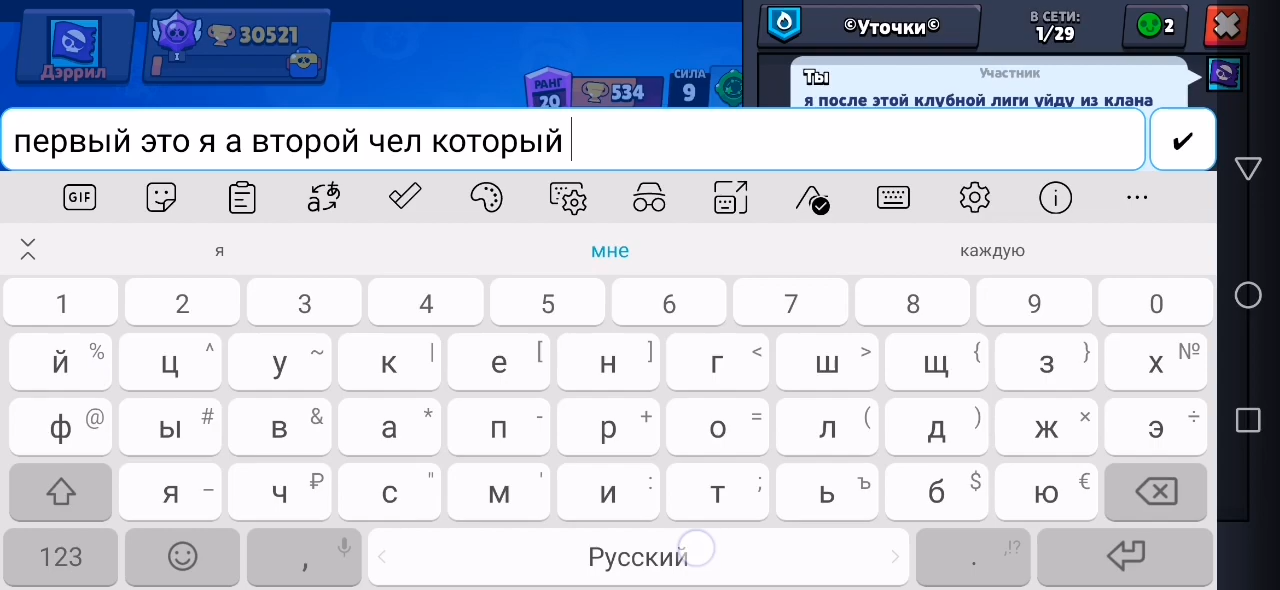 Дэррил
30521
I
РАНГ
20
534
СИЛА
9
©Уточки©
В СЕТИ:
1/29
2
Ты
Участник
я после этой клубной лиги уйду из клана
первый это я а второй чел который
✔
GIF
я
мне
каждую
1 2 3 4 5 6 7 8 9 0
й % ц ^ у ~ к | е [ н ] г < ш > щ { з } х №
ф @ ы # в & а * п - р + о = л ( д ) ж × э ÷
я _ ч ₽ с " м ' и : т ; ь ъ б $ ю €
123 , < Русский > . ,!?